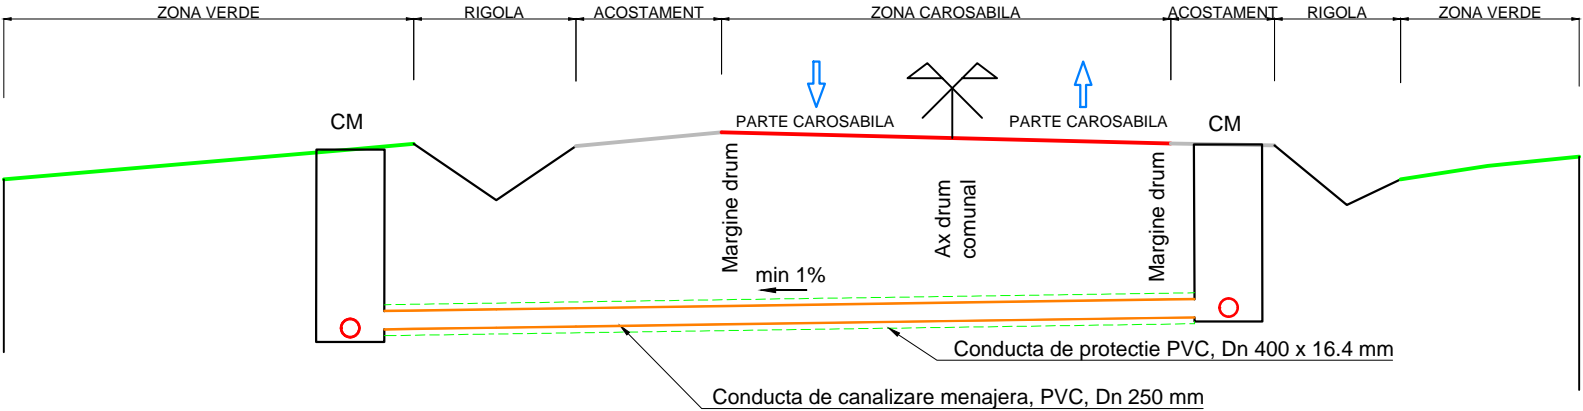 ZONA VERDE
RIGOLA
ACOSTAMENT
ZONA CAROSABILA
ACOSTAMENT
RIGOLA
ZONA VERDE
CM
PARTE CAROSABILA
PARTE CAROSABILA
CM
Margine drum
Ax drum
comunal
Margine drum
min 1%
Conducta de protectie PVC, Dn 400 x 16.4 mm
Conducta de canalizare menajera, PVC, Dn 250 mm